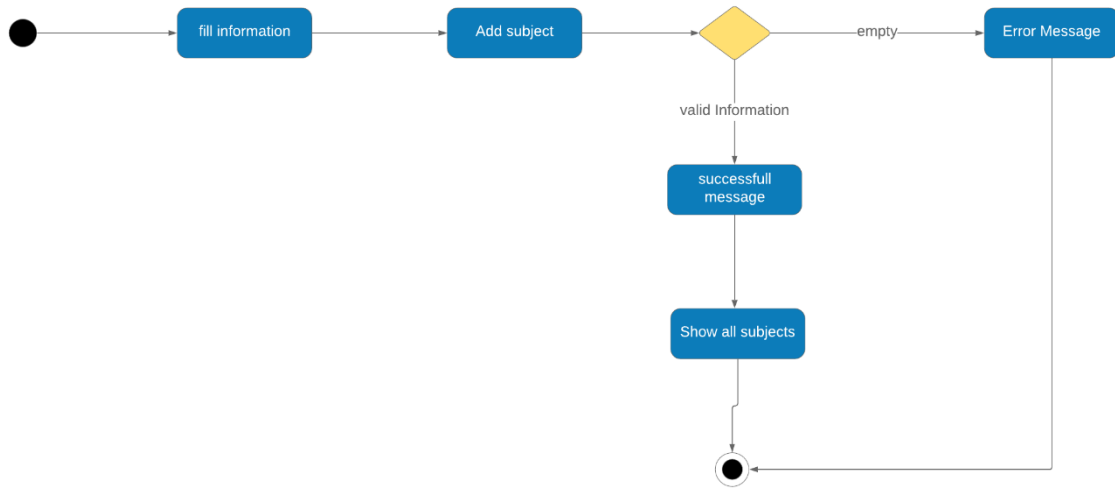 fill information
Add subject
empty
Error Message
valid Information
successfull
message
Show all subjects